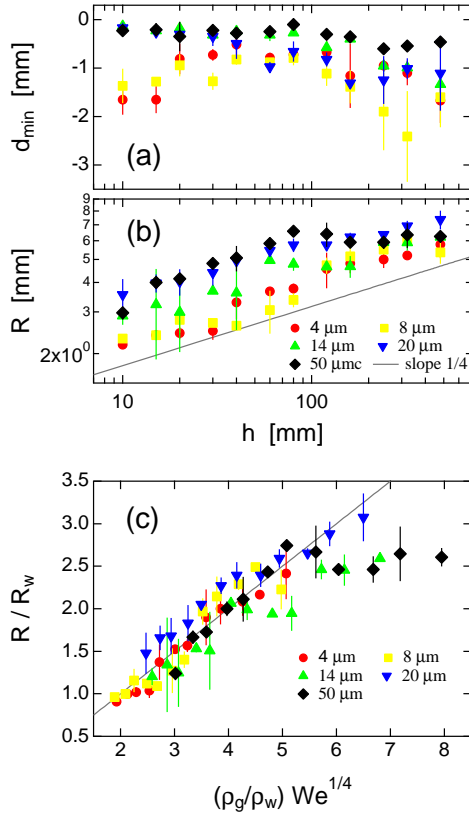 0
-1
-2
-3
d_min [mm]
(a)
9
8
7
6
5
4
3
2x10^0
R [mm]
(b)
4 µm
8 µm
14 µm
20 µm
50 µmc
slope 1/4
10
100
h [mm]
3.5
3.0
2.5
2.0
1.5
1.0
0.5
R / R_w
(c)
4 µm
8 µm
14 µm
20 µm
50 µm
2 3 4 5 6 7 8
(ρ_g/ρ_w) We^1/4